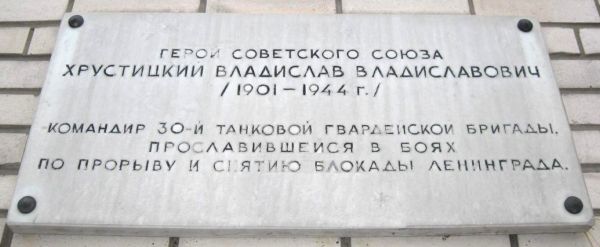 ГЕРОЙ СОВЕТСКОГО СОЮЗА
ХРУСТИЦКИЙ ВЛАДИСЛАВ ВЛАДИСЛАВОВИЧ
/1901-1944 г./
КОМАНДИР 30-Й ТАНКОВОЙ ГВАРДЕЙСКОЙ БРИГАДЫ,
ПРОСЛАВИВШЕЙСЯ В БОЯХ
ПО ПРОРЫВУ И СНЯТИЮ БЛОКАДЫ ЛЕНИНГРАДА.